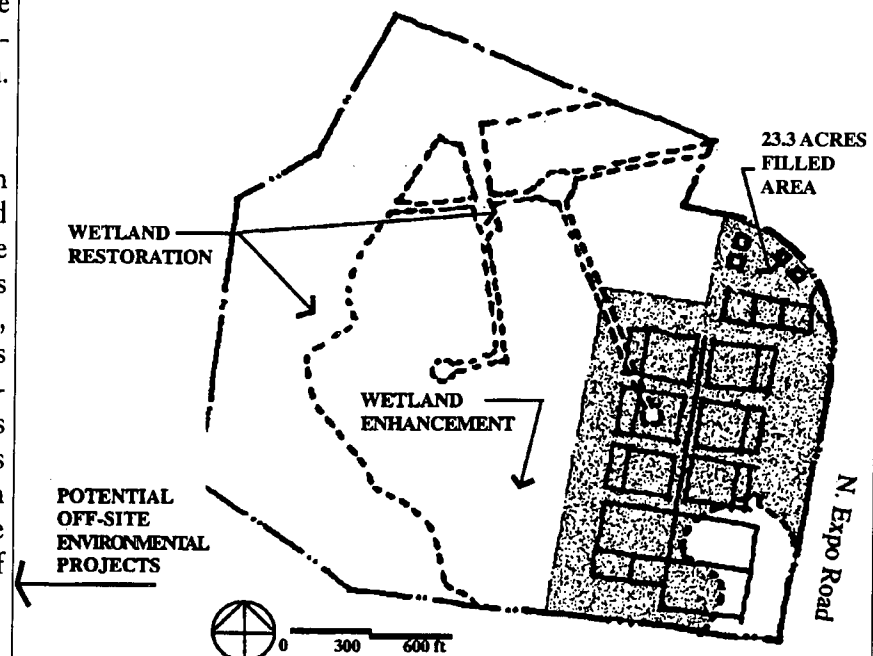 23.3 ACRES
FILLED
AREA
WETLAND
RESTORATION
WETLAND
ENHANCEMENT
POTENTIAL
OFF-SITE
ENVIRONMENTAL
PROJECTS
N. Expo Road
0 300 600 ft